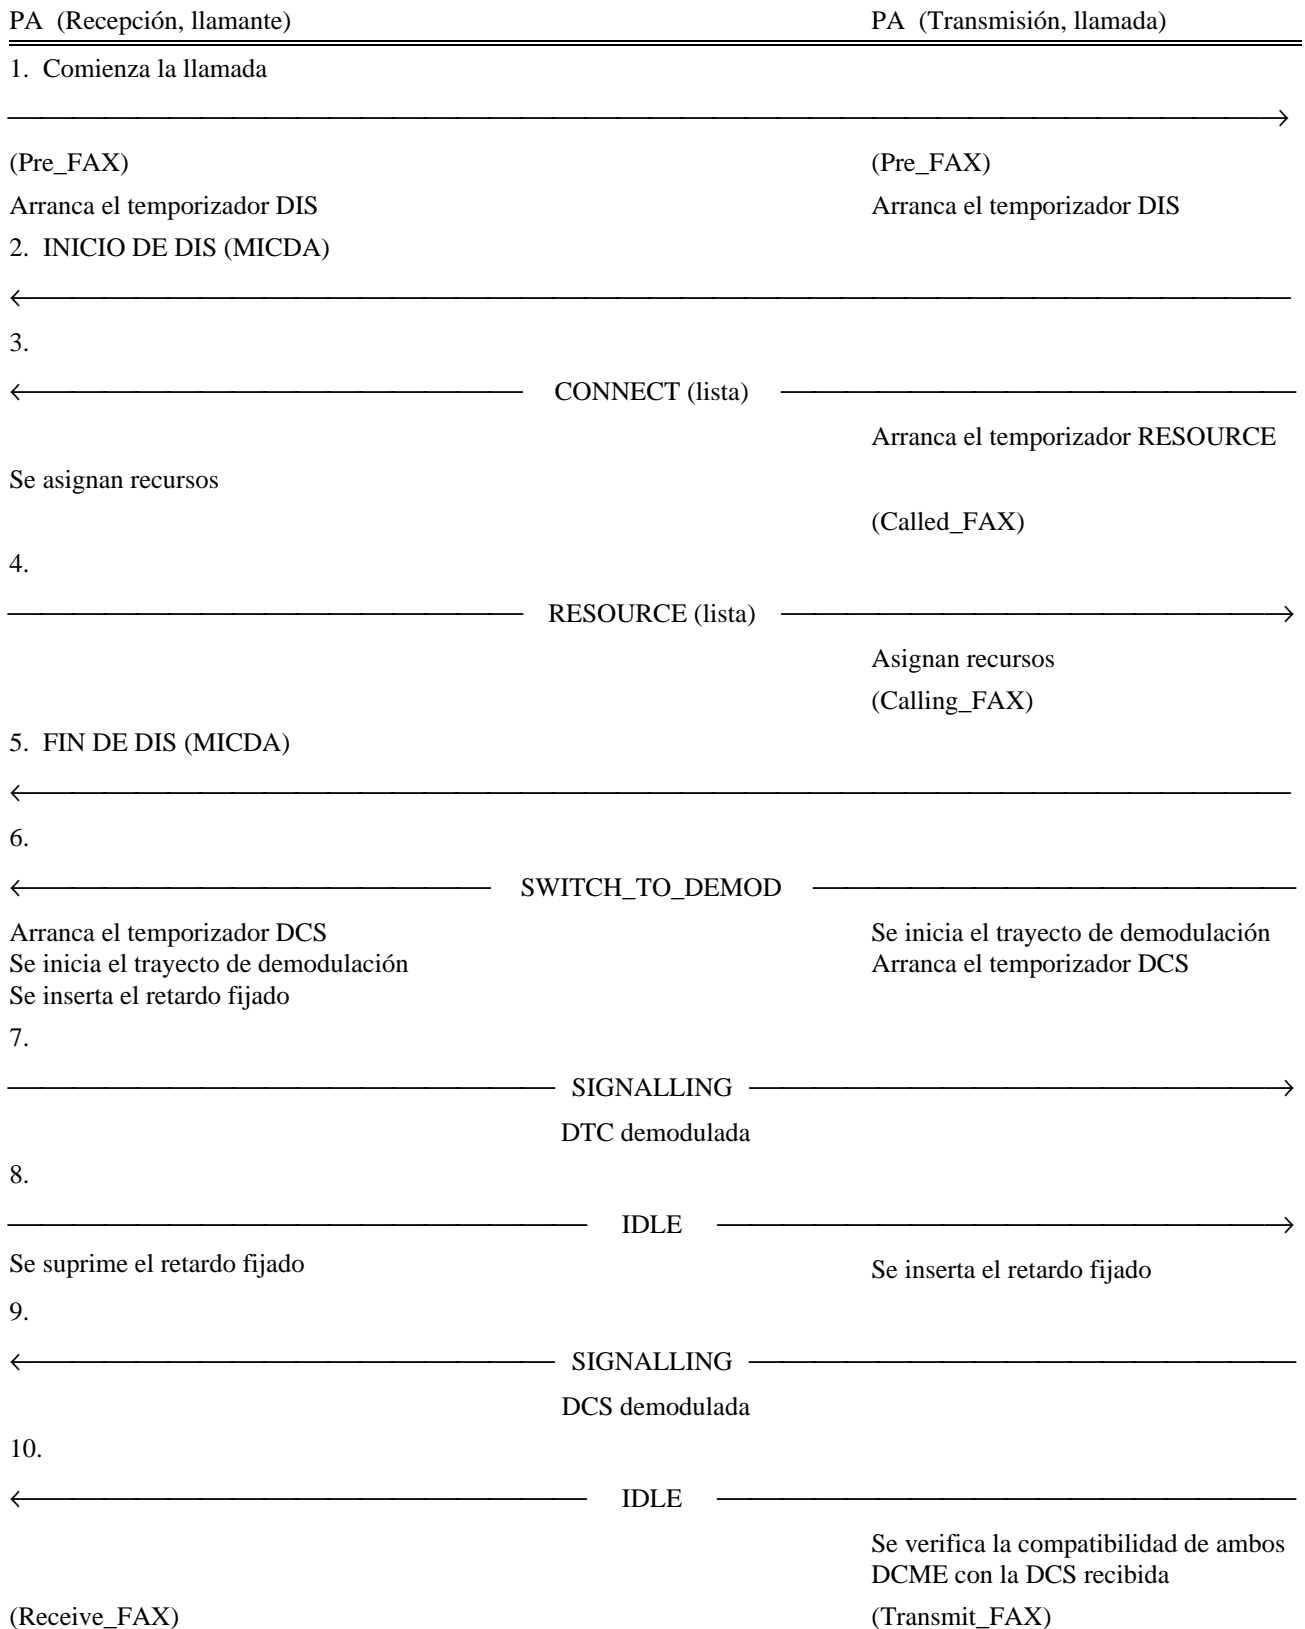 PA (Recepción, llamante) PA (Transmisión, llamada)
1. Comienza la llamada
(Pre_FAX) (Pre_FAX)
Arranca el temporizador DIS Arranca el temporizador DIS
2. INICIO DE DIS (MICDA)
3.
CONNECT (lista)
Arranca el temporizador RESOURCE
Se asignan recursos
(Called_FAX)
4.
RESOURCE (lista)
Asignan recursos
(Calling_FAX)
5. FIN DE DIS (MICDA)
6.
SWITCH_TO_DEMOD
Arranca el temporizador DCS Se inicia el trayecto de demodulación
Se inicia el trayecto de demodulación Arranca el temporizador DCS
Se inserta el retardo fijado
7.
SIGNALLING
DTC demodulada
8.
IDLE
Se suprime el retardo fijado Se inserta el retardo fijado
9.
SIGNALLING
DCS demodulada
10.
IDLE
Se verifica la compatibilidad de ambos
DCME con la DCS recibida
(Receive_FAX) (Transmit_FAX)